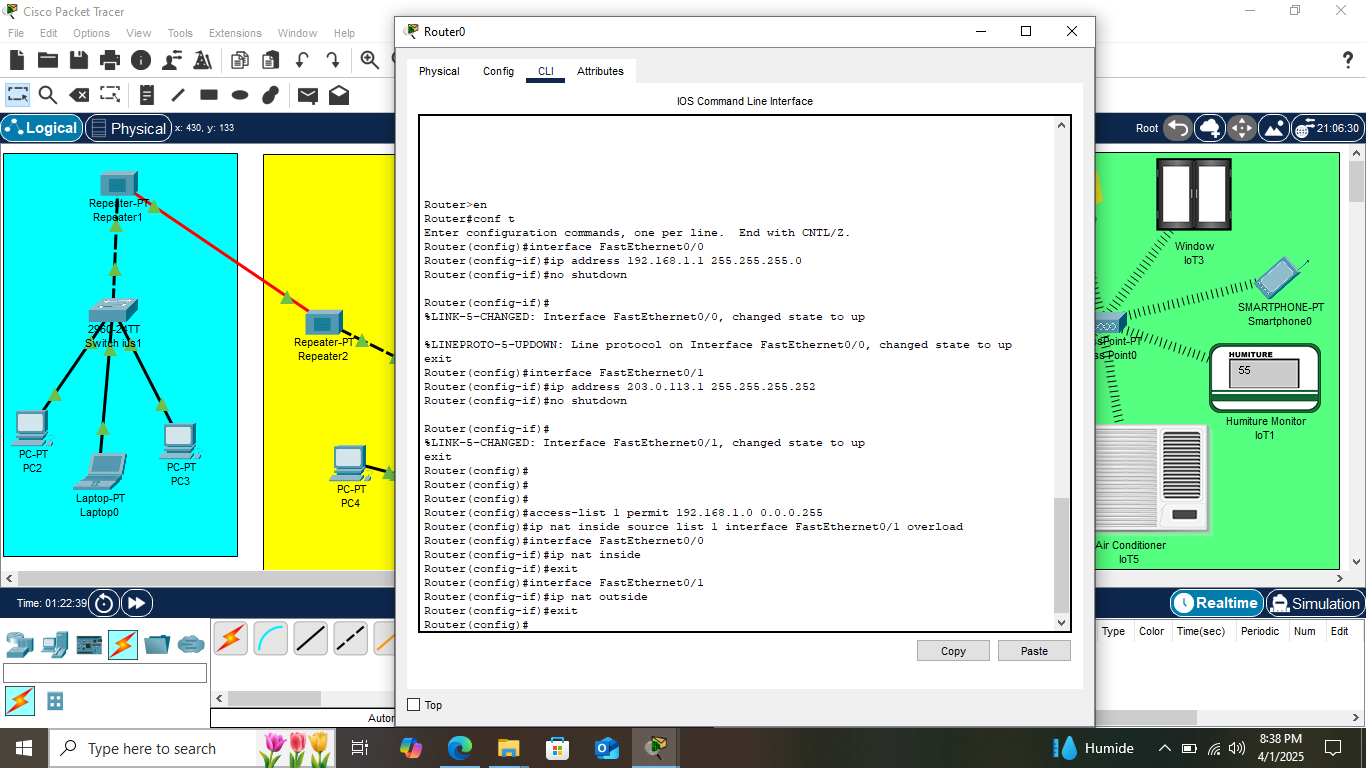 Cisco Packet Tracer
File Edit Options View Tools Extensions Window Help
Logical Physical x: 430, y: 133
Root 21:06:30
Repeater-PT
Repeater1
2960-24TT
Switch ius1
PC-PT
PC2
Laptop-PT
Laptop0
PC-PT
PC3
Repeater-PT
Repeater2
PC-PT
PC4
Router0
Physical Config CLI Attributes
IOS Command Line Interface
Router>en
Router#conf t
Enter configuration commands, one per line. End with CNTL/Z.
Router(config)#interface FastEthernet0/0
Router(config-if)#ip address 192.168.1.1 255.255.255.0
Router(config-if)#no shutdown
Router(config-if)#
%LINK-5-CHANGED: Interface FastEthernet0/0, changed state to up
%LINEPROTO-5-UPDOWN: Line protocol on Interface FastEthernet0/0, changed state to up
exit
Router(config)#interface FastEthernet0/1
Router(config-if)#ip address 203.0.113.1 255.255.255.252
Router(config-if)#no shutdown
Router(config-if)#
%LINK-5-CHANGED: Interface FastEthernet0/1, changed state to up
exit
Router(config)#
Router(config)#
Router(config)#
Router(config)#access-list 1 permit 192.168.1.0 0.0.0.255
Router(config)#ip nat inside source list 1 interface FastEthernet0/1 overload
Router(config)#interface FastEthernet0/0
Router(config-if)#ip nat inside
Router(config-if)#exit
Router(config)#interface FastEthernet0/1
Router(config-if)#ip nat outside
Router(config-if)#exit
Router(config)#
Copy Paste
Top
Window
IoT3
SMARTPHONE-PT
Smartphone0
sPoint-PT
ss Point0
HUMITURE
55
Humiture Monitor
IoT1
Air Conditioner
IoT5
Time: 01:22:39
Realtime Simulation
Type Color Time(sec) Periodic Num Edit
Autor
Type here to search
Humide
8:38 PM
4/1/2025